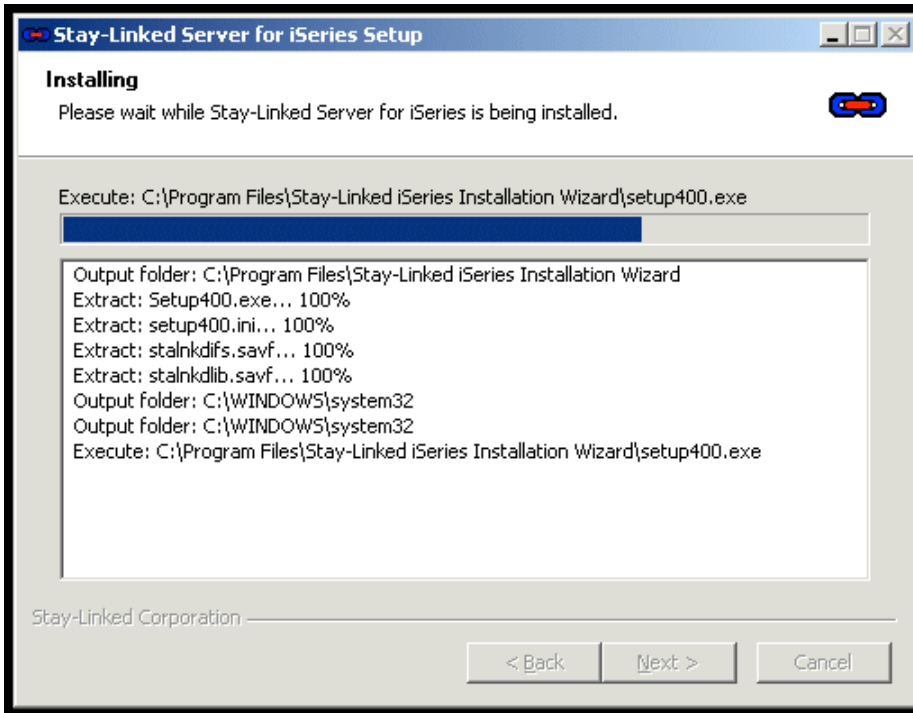 Stay-Linked Server for iSeries Setup
Installing
Please wait while Stay-Linked Server for iSeries is being installed.
Execute: C:\Program Files\Stay-Linked iSeries Installation Wizard\setup400.exe
Output folder: C:\Program Files\Stay-Linked iSeries Installation Wizard
Extract: Setup400.exe... 100%
Extract: setup400.ini... 100%
Extract: stalnkdifs.savf... 100%
Extract: stalnkdlib.savf... 100%
Output folder: C:\WINDOWS\system32
Output folder: C:\WINDOWS\system32
Execute: C:\Program Files\Stay-Linked iSeries Installation Wizard\setup400.exe
Stay-Linked Corporation
< Back Next > Cancel